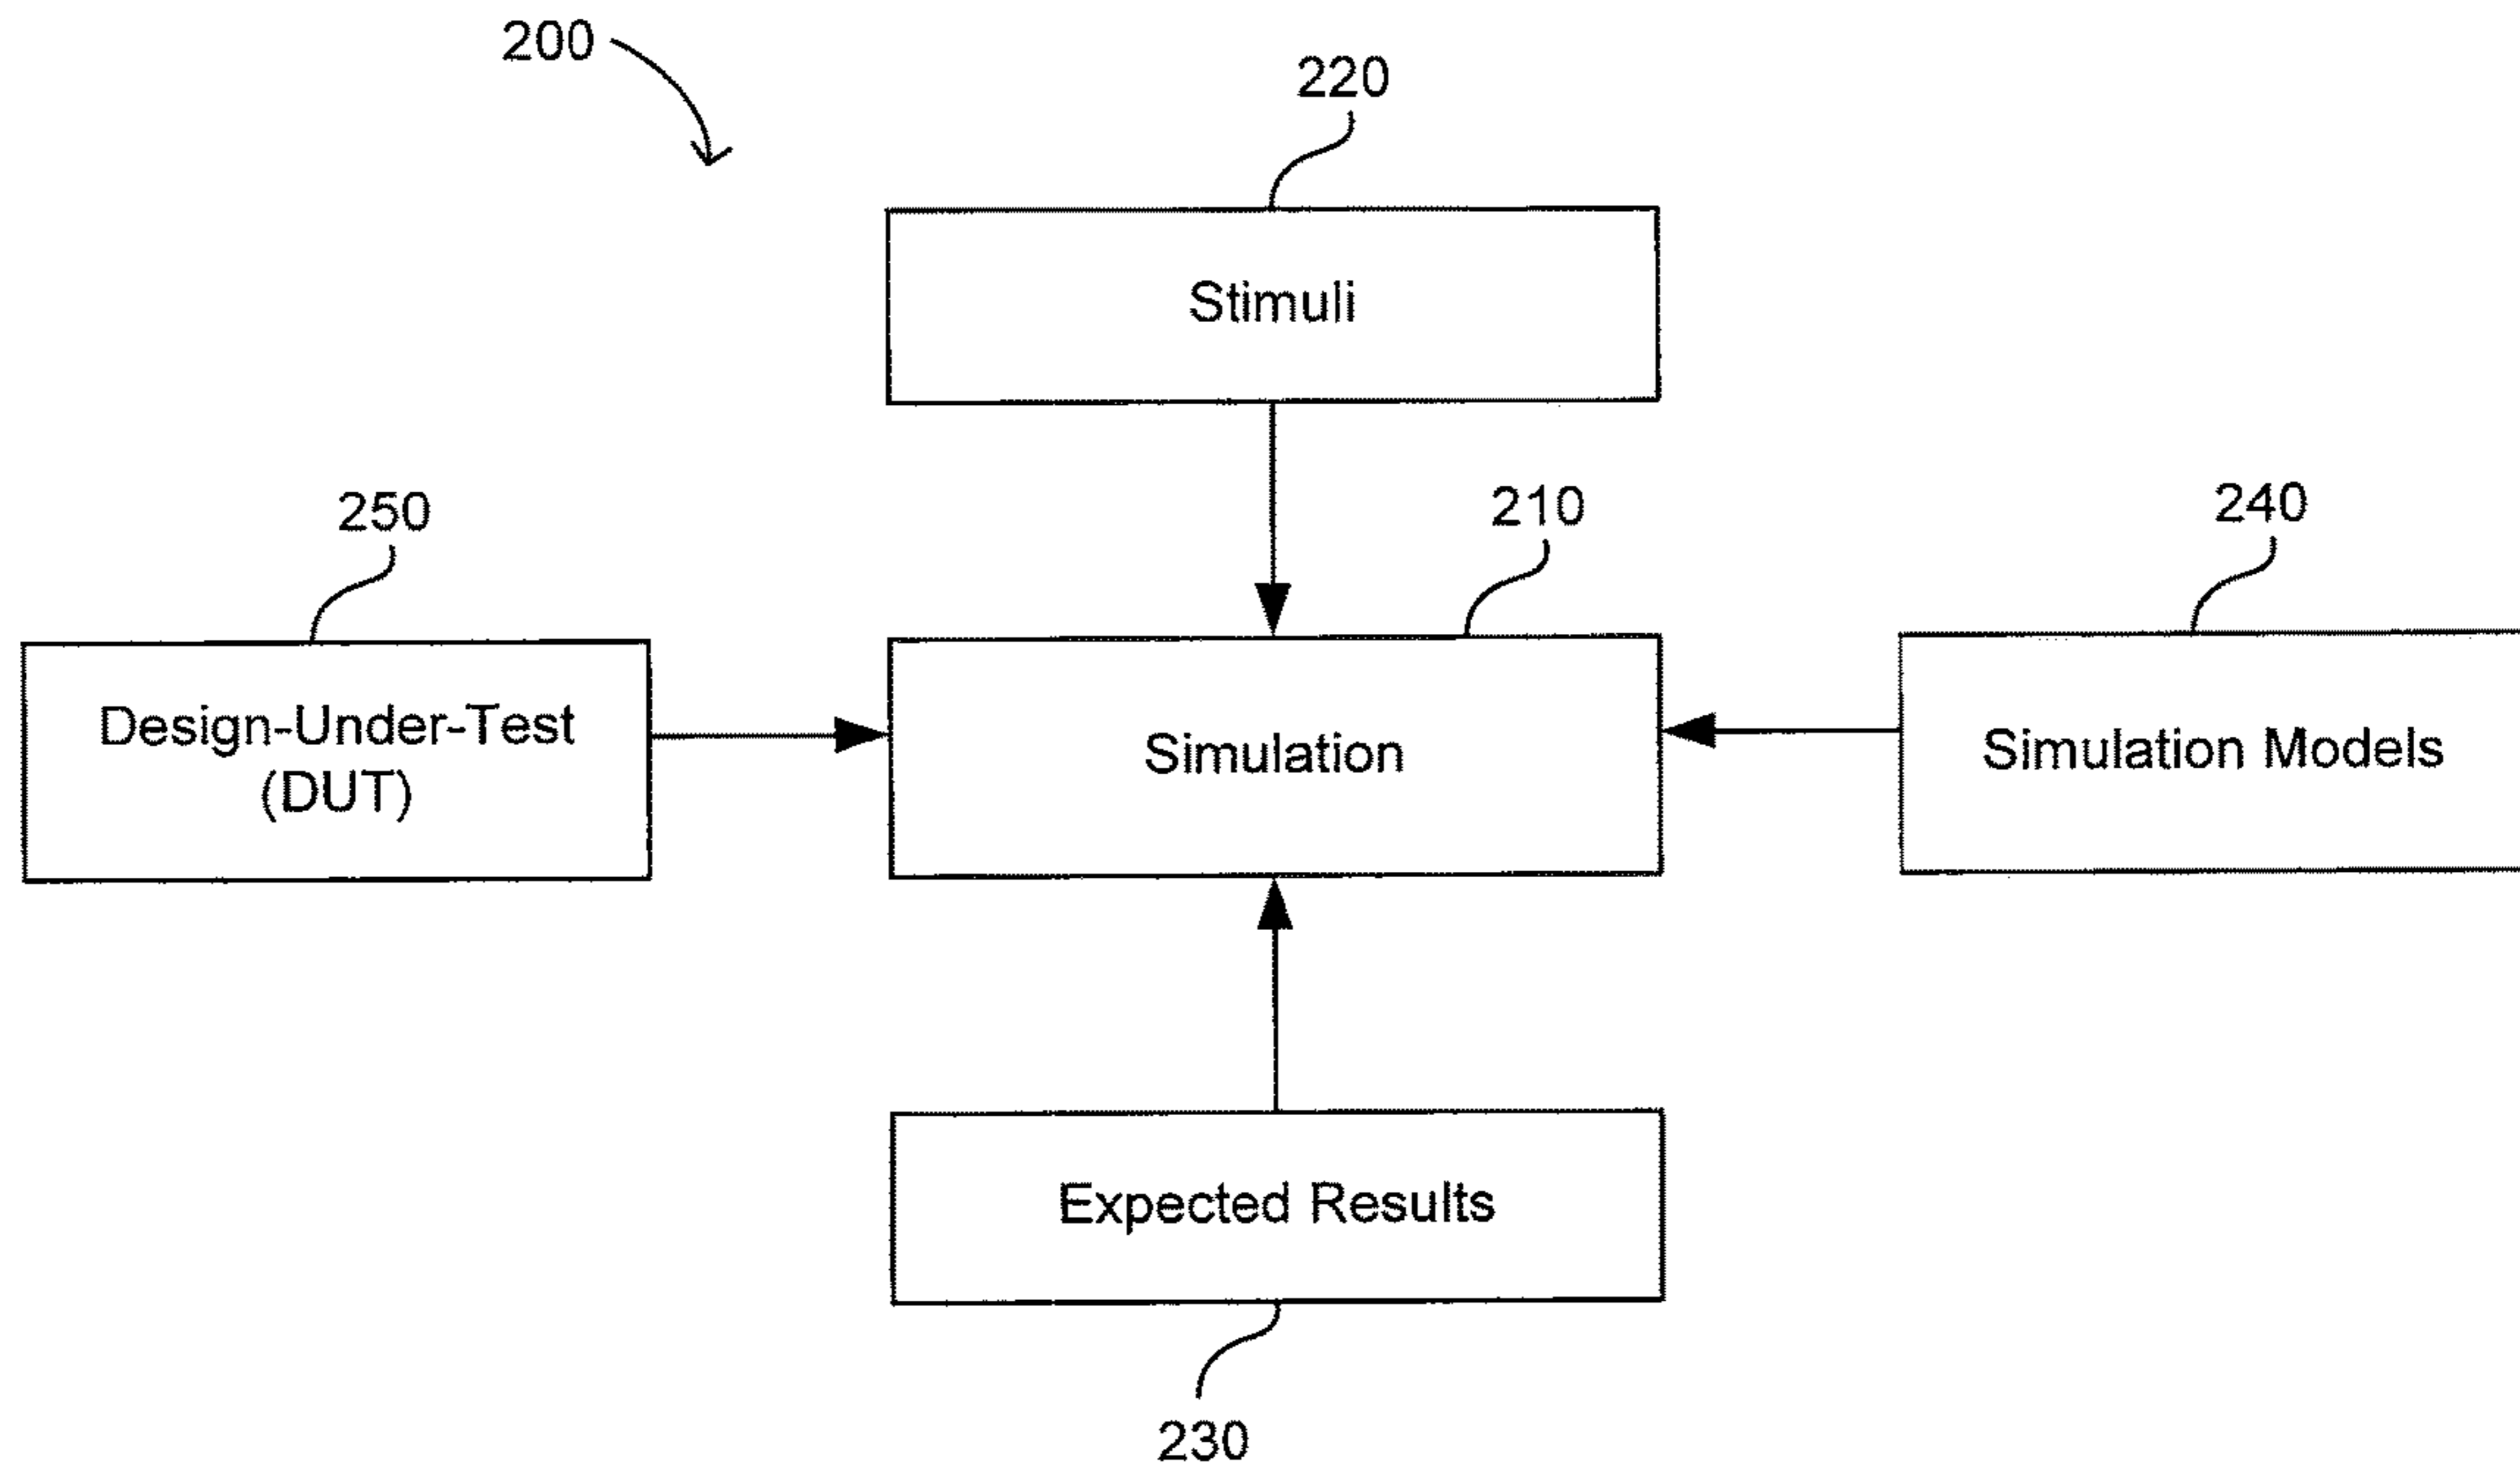 200
220
Stimuli
250
210
240
Design-Under-Test
(DUT)
Simulation
Simulation Models
Expected Results
230